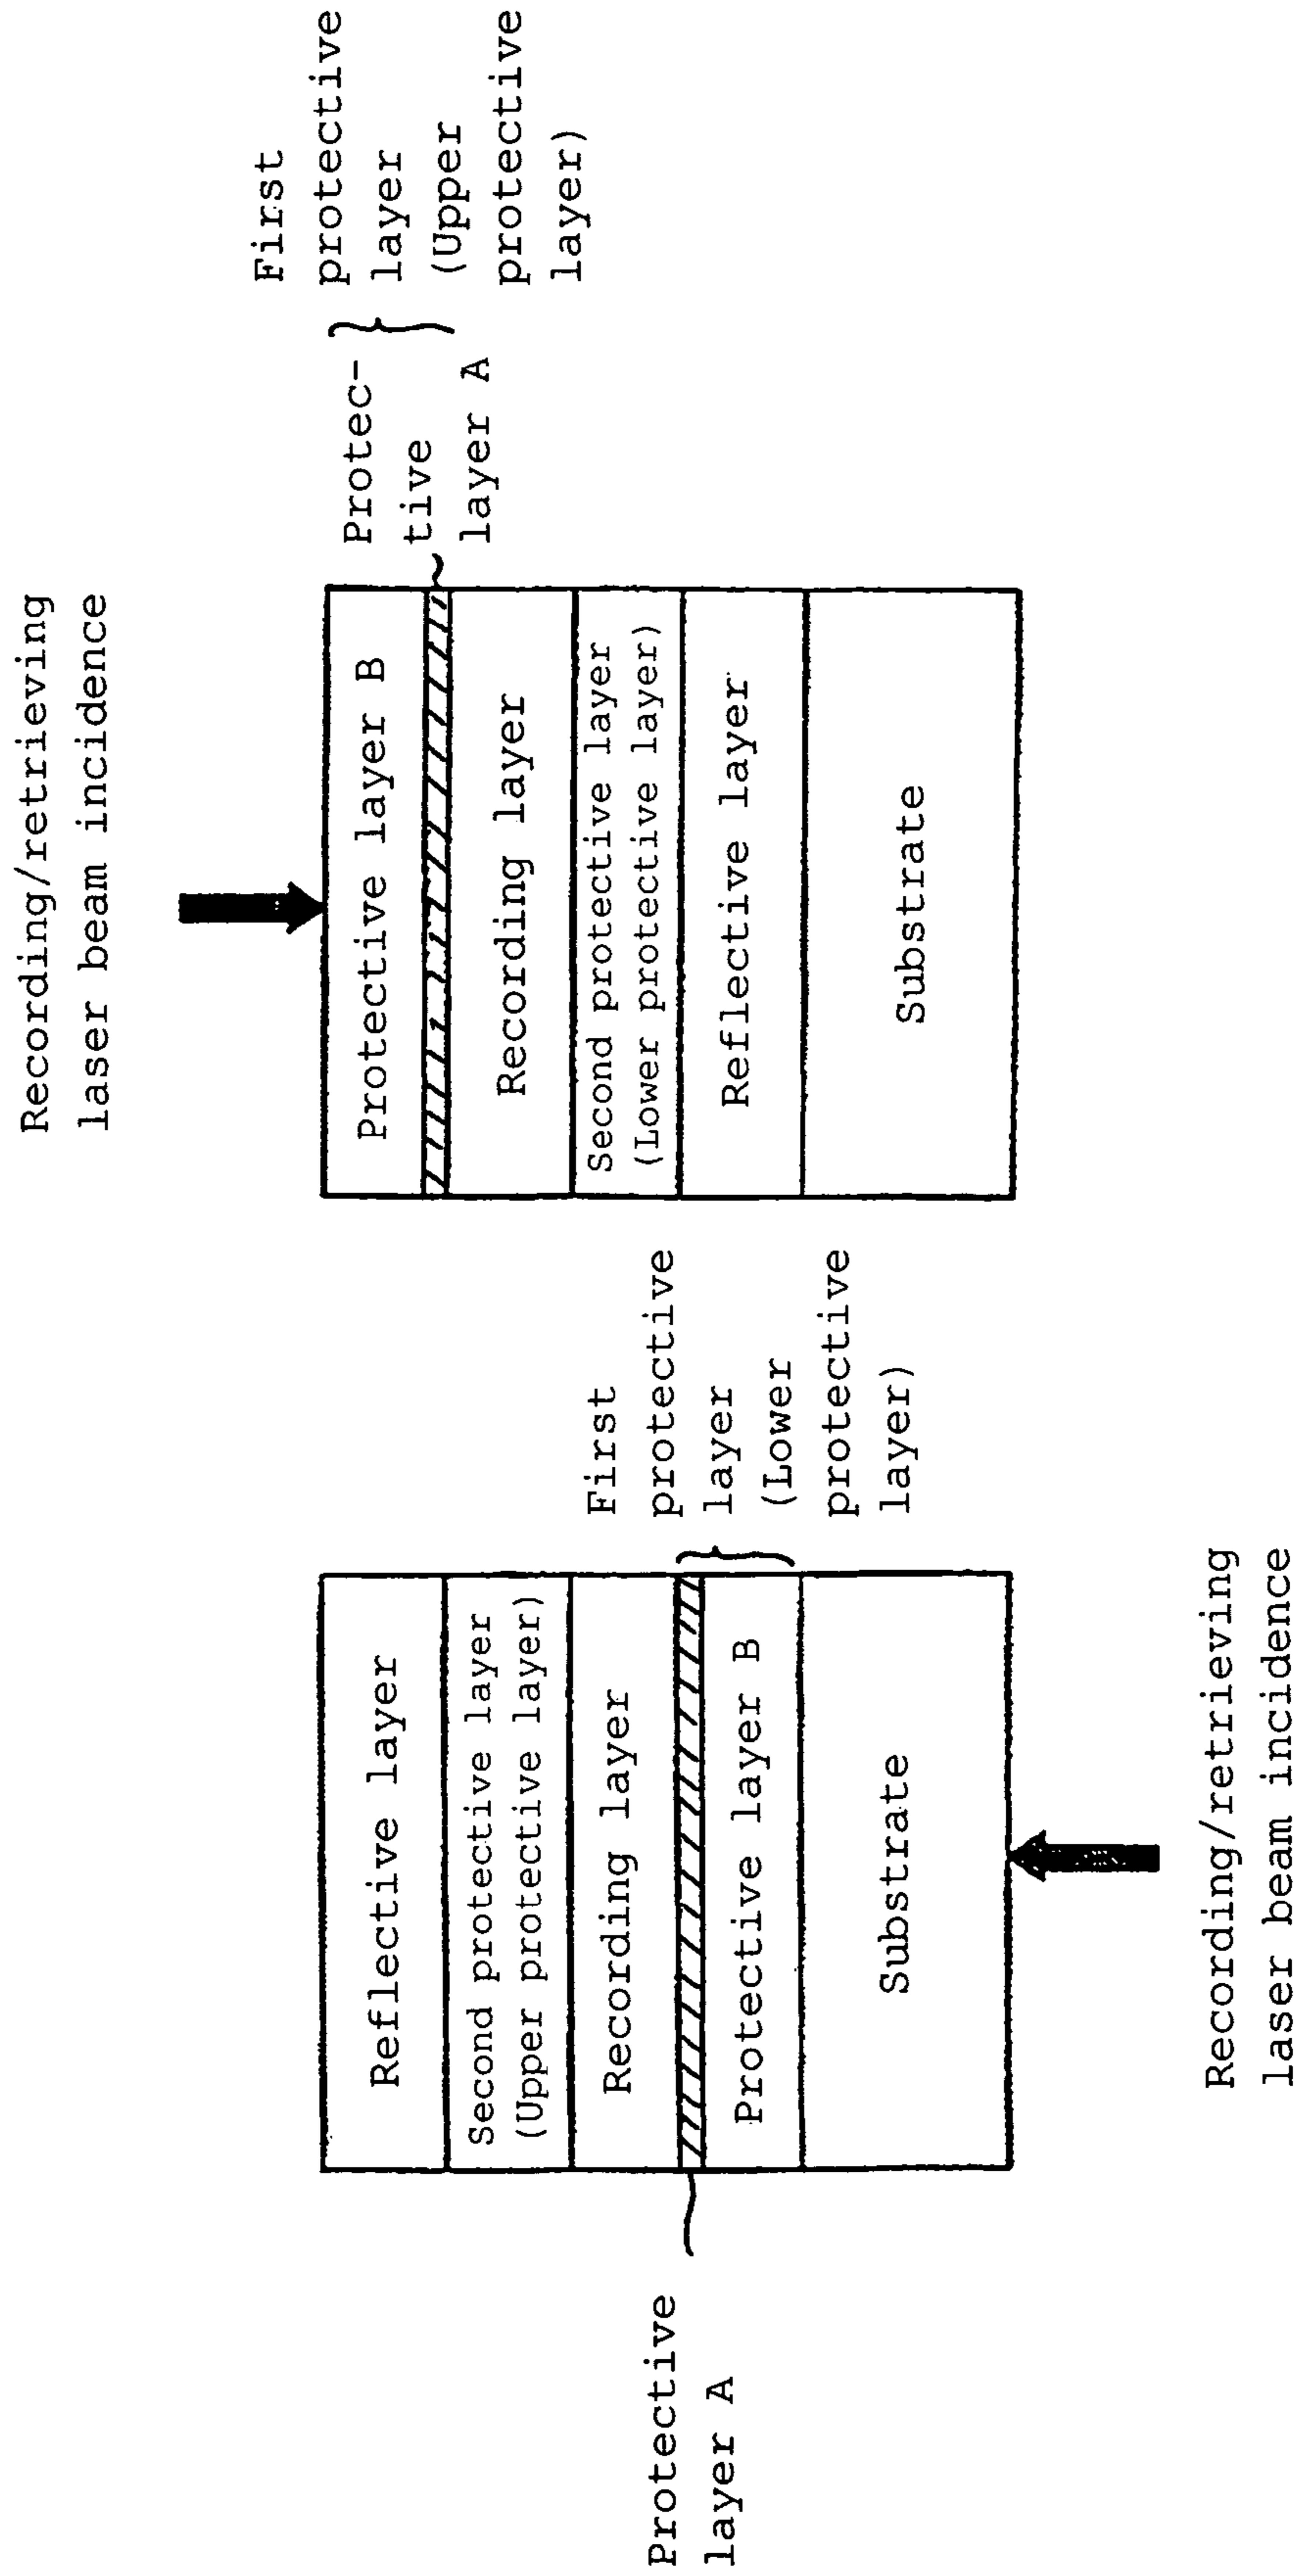 Reflective layer
Second protective layer
(Upper protective layer)
Recording layer
Protective
layer A
Protective layer B
First
protective
layer
(Lower
protective
layer)
Substrate
Recording/retrieving
laser beam incidence
Recording/retrieving
laser beam incidence
Protective layer B
Protec-
tive
layer A
First
protective
layer
(Upper
protective
layer)
Recording layer
Second protective layer
(Lower protective layer)
Reflective layer
Substrate